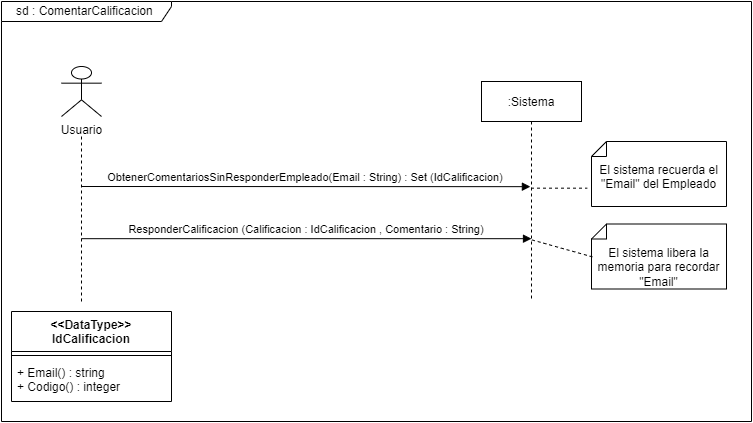 sd : ComentarCalificacion
Usuario
:Sistema
ObtenerComentariosSinResponderEmpleado(Email : String) : Set (IdCalificacion)
El sistema recuerda el
"Email" del Empleado
ResponderCalificacion (Calificacion : IdCalificacion , Comentario : String)
El sistema libera la
memoria para recordar
"Email"
<<DataType>>
IdCalificacion
+ Email() : string
+ Codigo() : integer